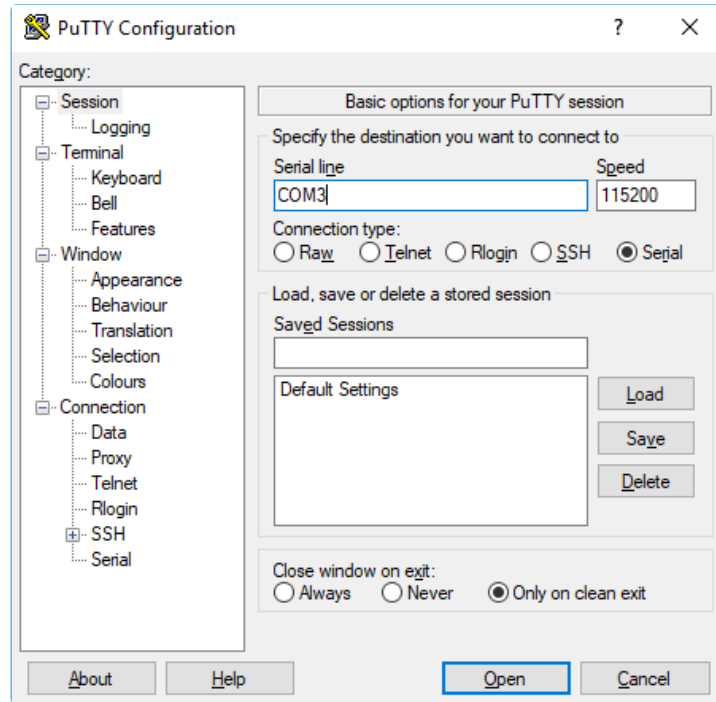 PuTTY Configuration
?
Category:
Session
Logging
Terminal
Keyboard
Bell
Features
Window
Appearance
Behaviour
Translation
Selection
Colours
Connection
Data
Proxy
Telnet
Rlogin
SSH
Serial
Basic options for your PuTTY session
Specify the destination you want to connect to
Serial line Speed
COM3 115200
Connection type:
Raw Telnet Rlogin SSH Serial
Load, save or delete a stored session
Saved Sessions
Default Settings
Load
Save
Delete
Close window on exit:
Always Never Only on clean exit
About Help Open Cancel